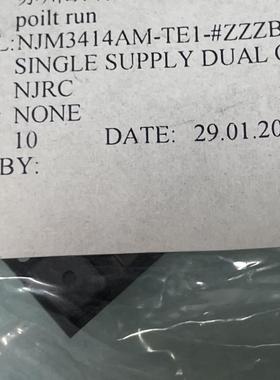 poilt run
L:NJM3414AM-TE1-#ZZZB
SINGLE SUPPLY DUAL
NJRC
NONE
10 DATE: 29.01.20
BY: